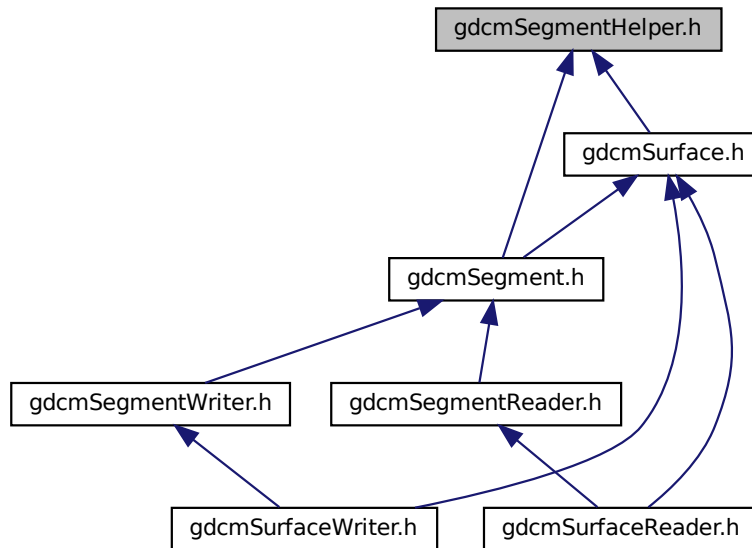 gdcmSegmentHelper.h
gdcmSurface.h
gdcmSegment.h
gdcmSegmentWriter.h
gdcmSegmentReader.h
gdcmSurfaceWriter.h
gdcmSurfaceReader.h